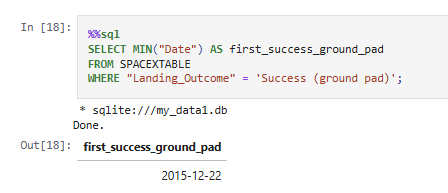 In [18]:
%%sql
SELECT MIN("Date") AS first_success_ground_pad
FROM SPACEXTABLE
WHERE "Landing_Outcome" = 'Success (ground pad)';
* sqlite:///my_data1.db
Done.
Out[18]:
first_success_ground_pad
2015-12-22